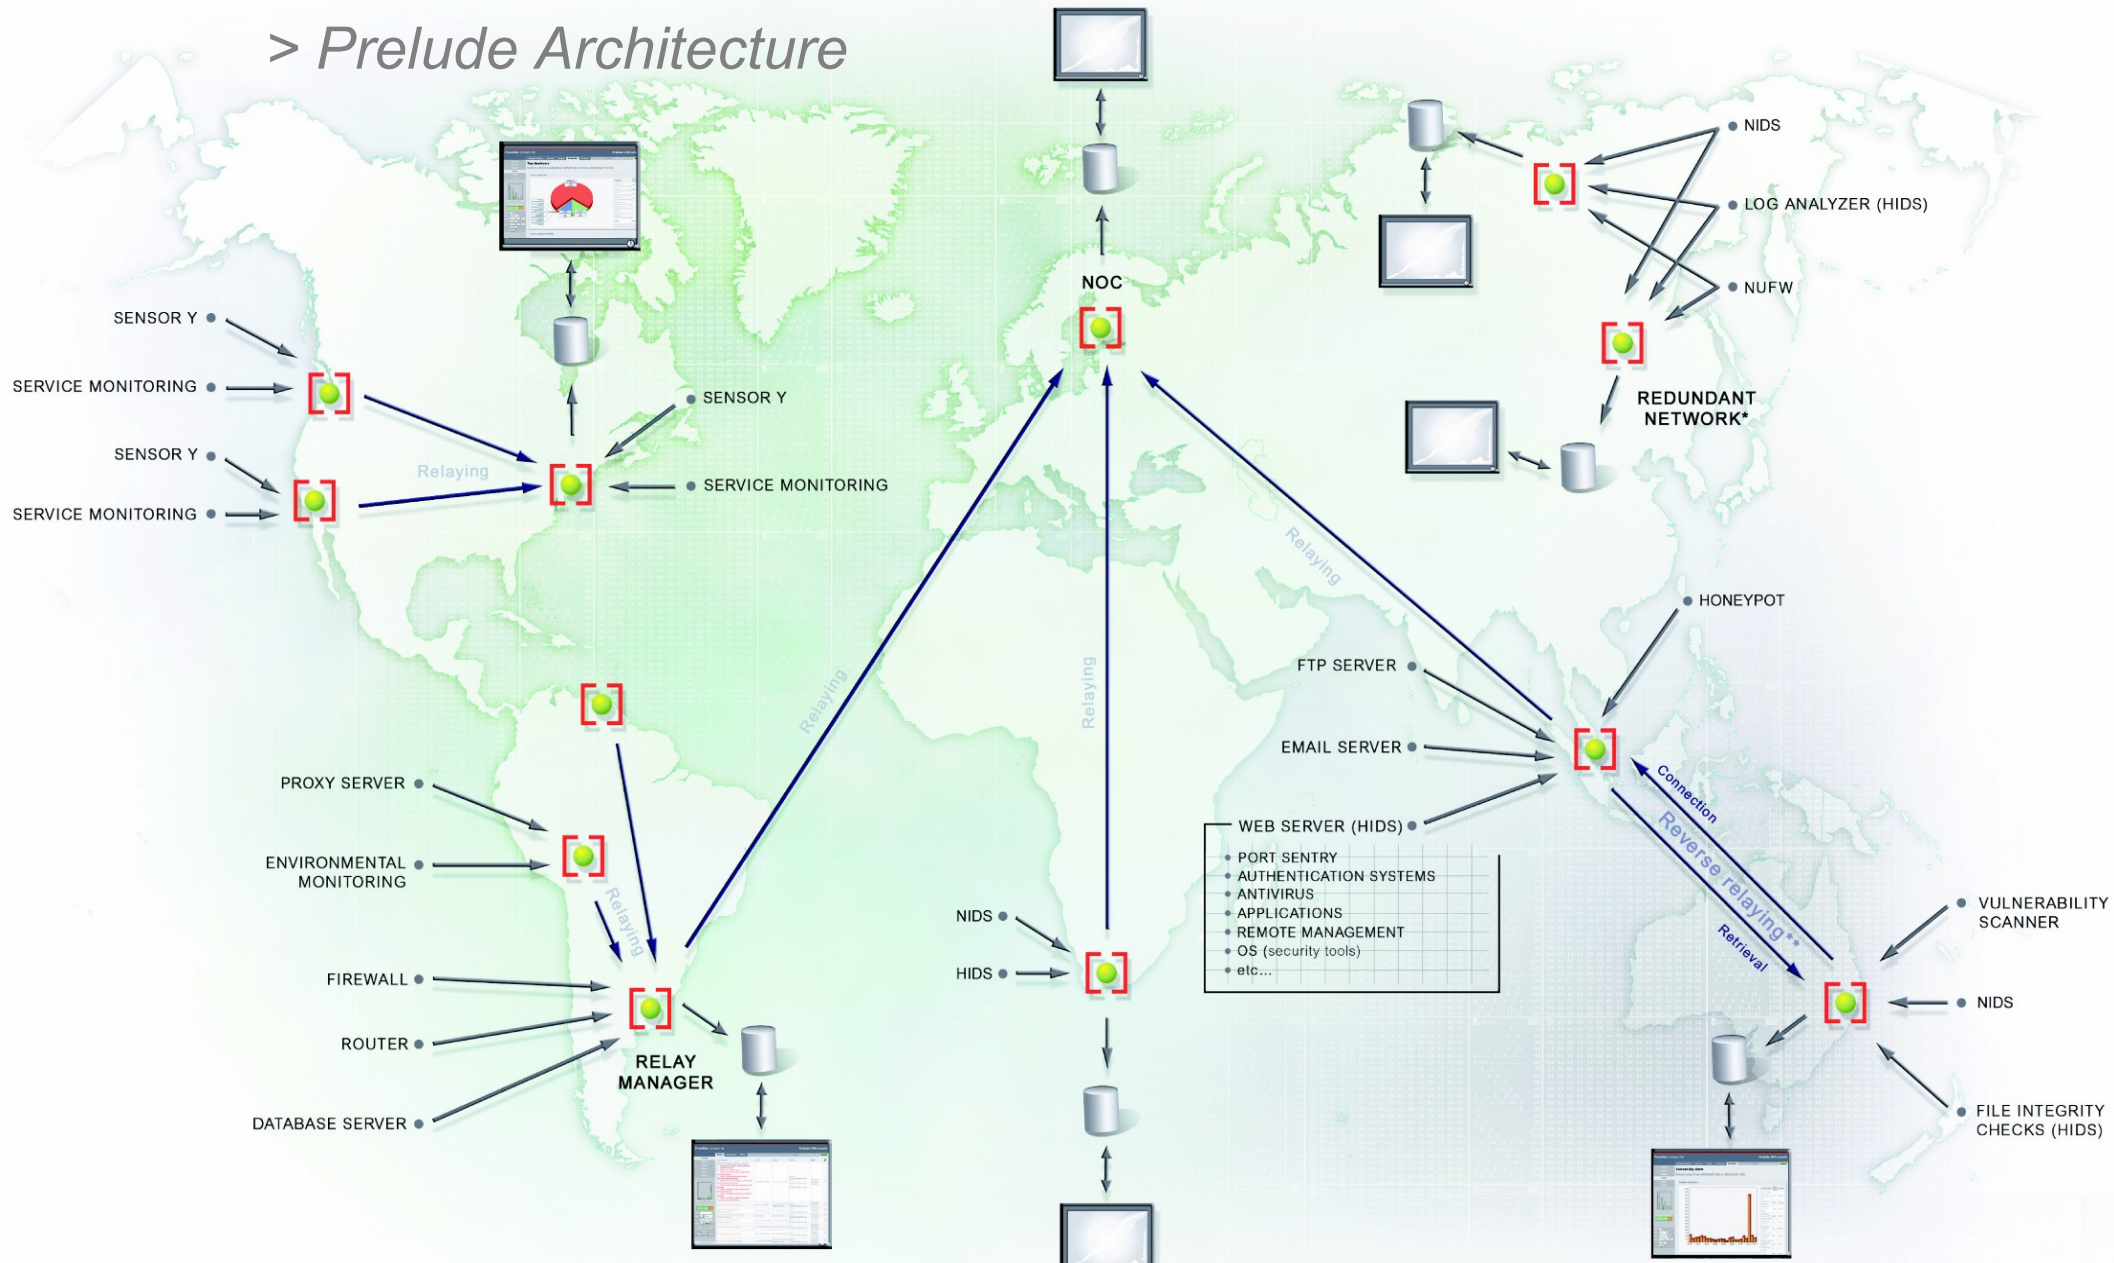 > Prelude Architecture
NIDS
LOG ANALYZER (HIDS)
NUFW
NOC
SENSOR Y
SERVICE MONITORING
SENSOR Y
SERVICE MONITORING
Relaying
SENSOR Y
SERVICE MONITORING
REDUNDANT
NETWORK*
Relaying
HONEYPOT
FTP SERVER
EMAIL SERVER
WEB SERVER (HIDS)
PORT SENTRY
AUTHENTICATION SYSTEMS
ANTIVIRUS
APPLICATIONS
REMOTE MANAGEMENT
OS (security tools)
etc...
Relaying
Relaying
PROXY SERVER
ENVIRONMENTAL
MONITORING
Relaying
FIREWALL
ROUTER
DATABASE SERVER
RELAY
MANAGER
NIDS
HIDS
Connection
Reverse relaying**
Retrieval
VULNERABILITY
SCANNER
NIDS
FILE INTEGRITY
CHECKS (HIDS)